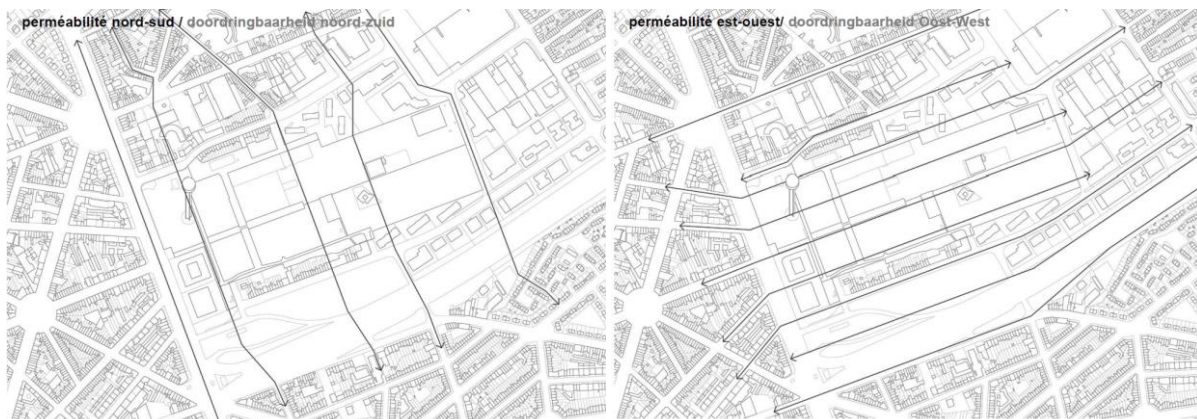 perméabilité nord-sud / doordringbaarheid noord-zuid
perméabilité est-ouest/ doordringbaarheid Oost-West